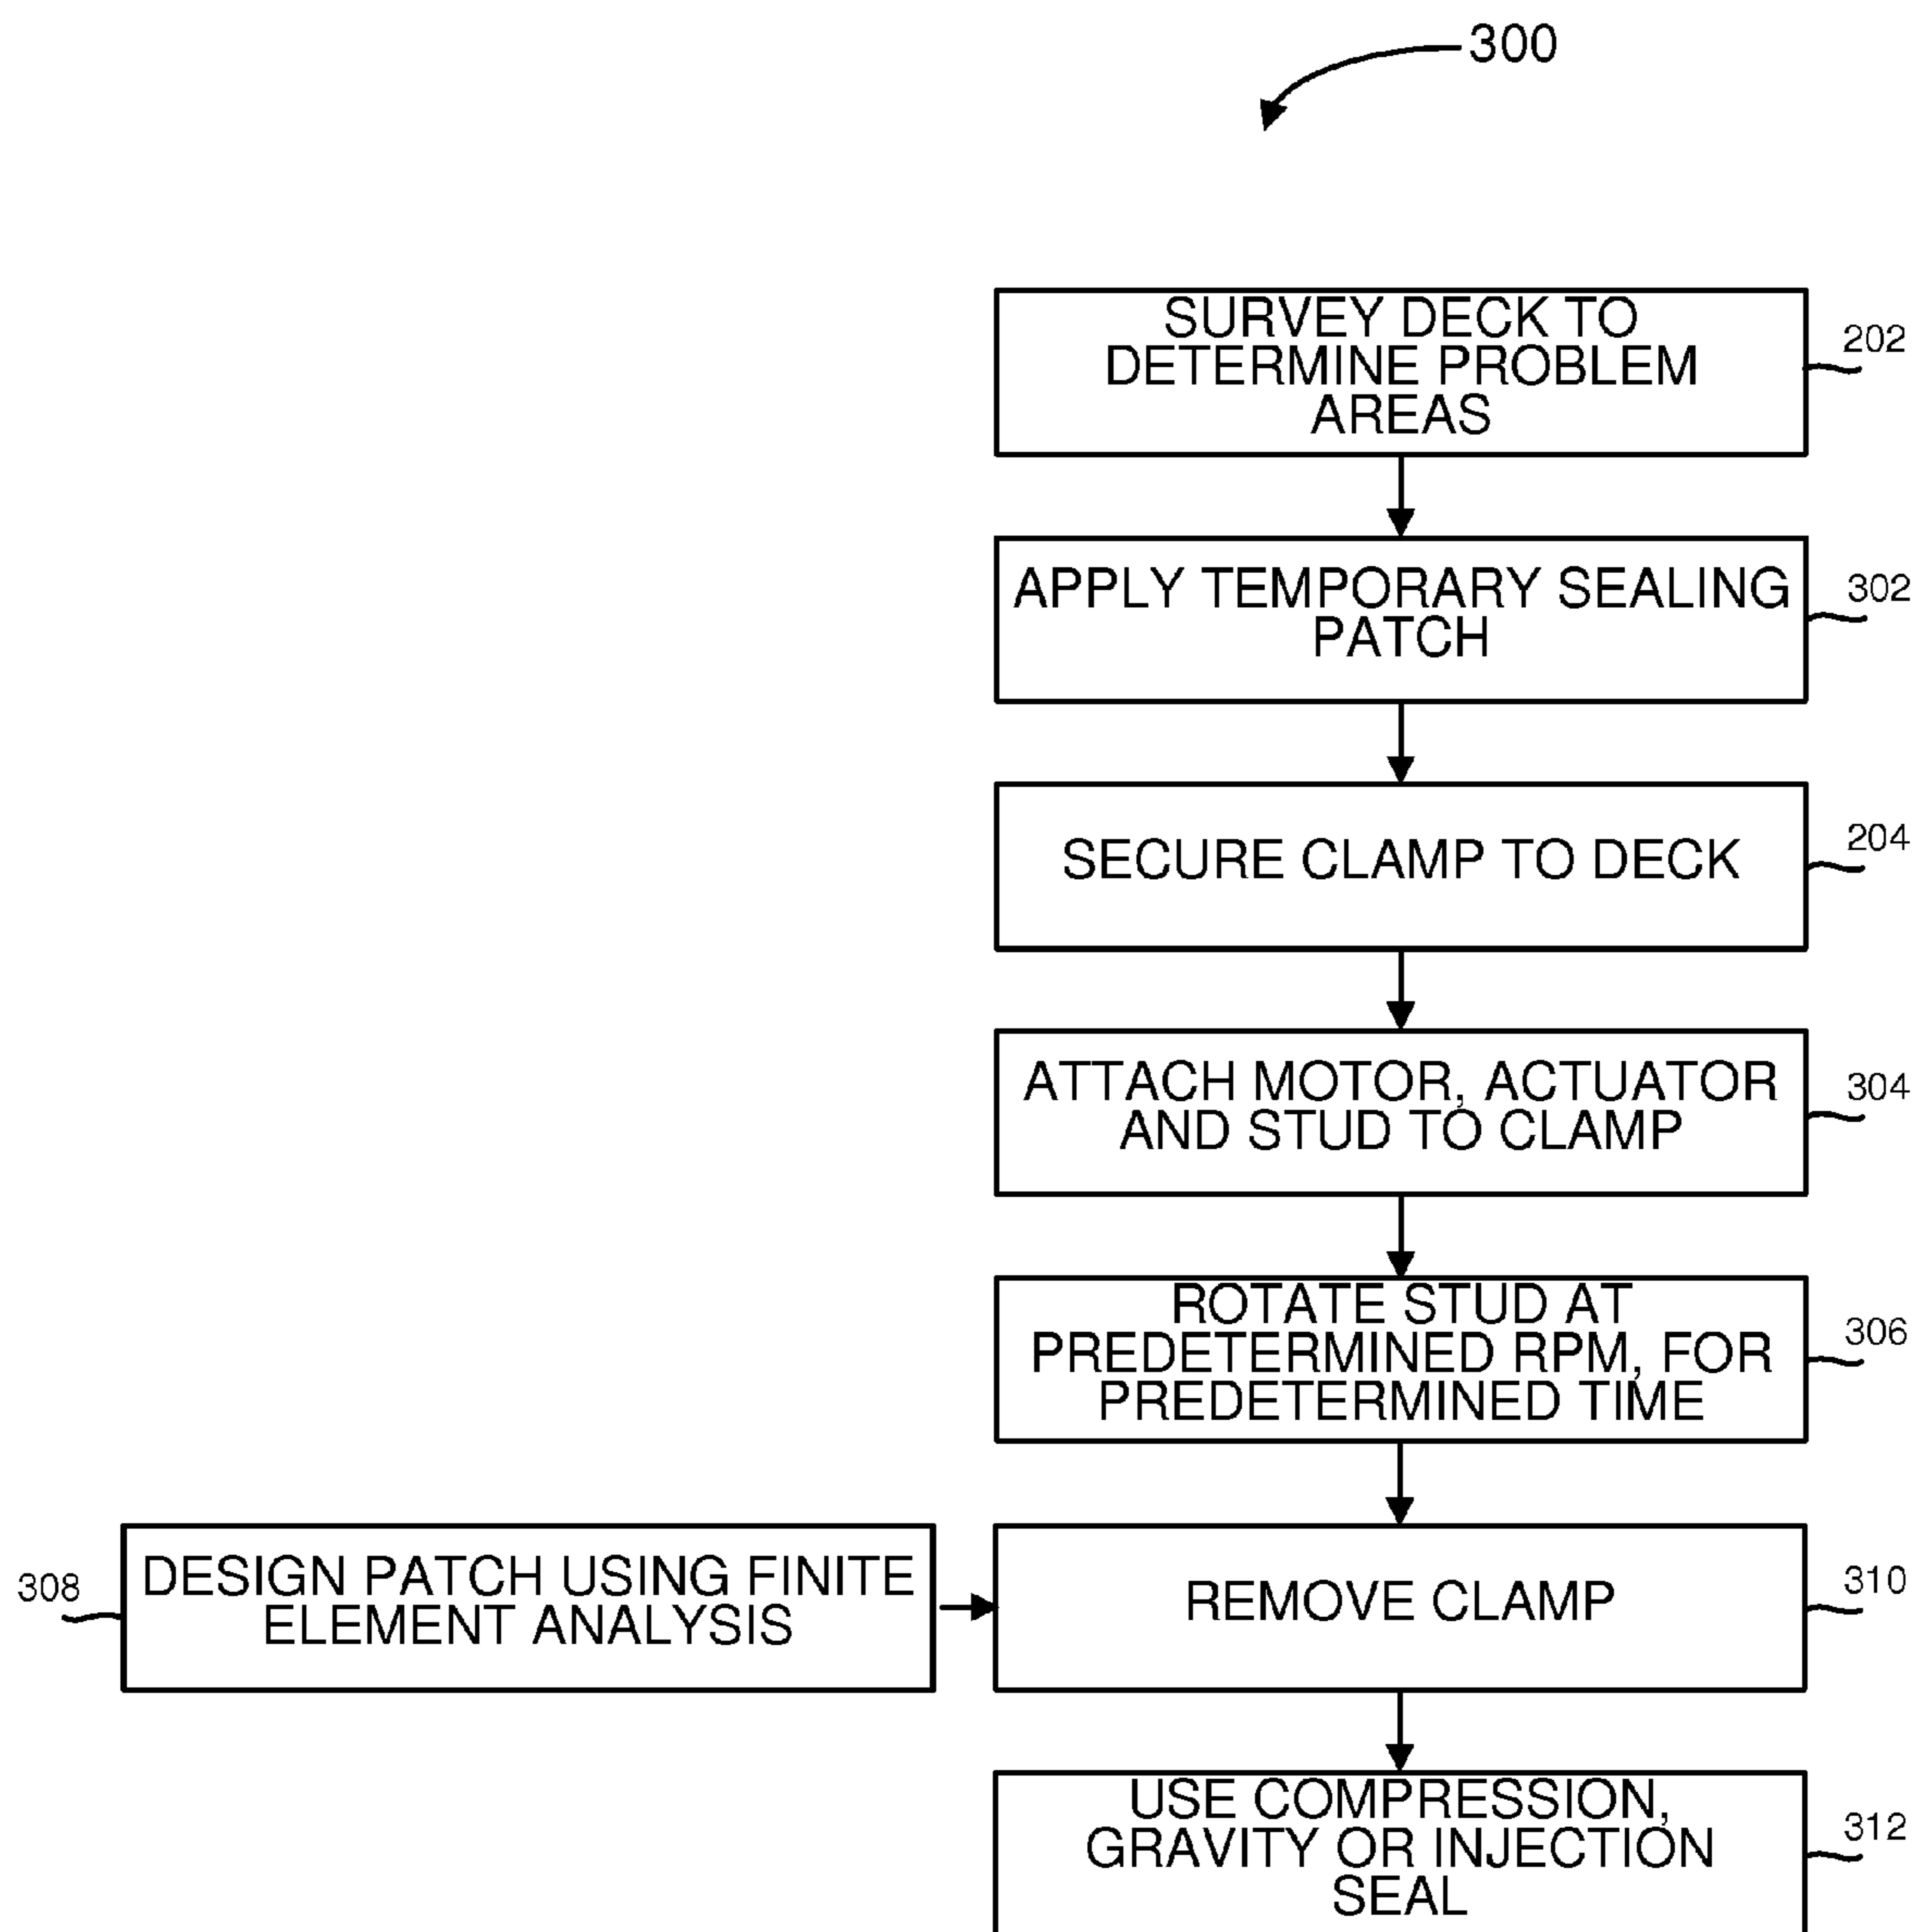 300
SURVEY DECK TO
DETERMINE PROBLEM
AREAS
202
APPLY TEMPORARY SEALING
PATCH
302
SECURE CLAMP TO DECK
204
ATTACH MOTOR, ACTUATOR
AND STUD TO CLAMP
304
ROTATE STUD AT
PREDETERMINED RPM, FOR
PREDETERMINED TIME
306
308
DESIGN PATCH USING FINITE
ELEMENT ANALYSIS
REMOVE CLAMP
310
USE COMPRESSION,
GRAVITY OR INJECTION
SEAL
312